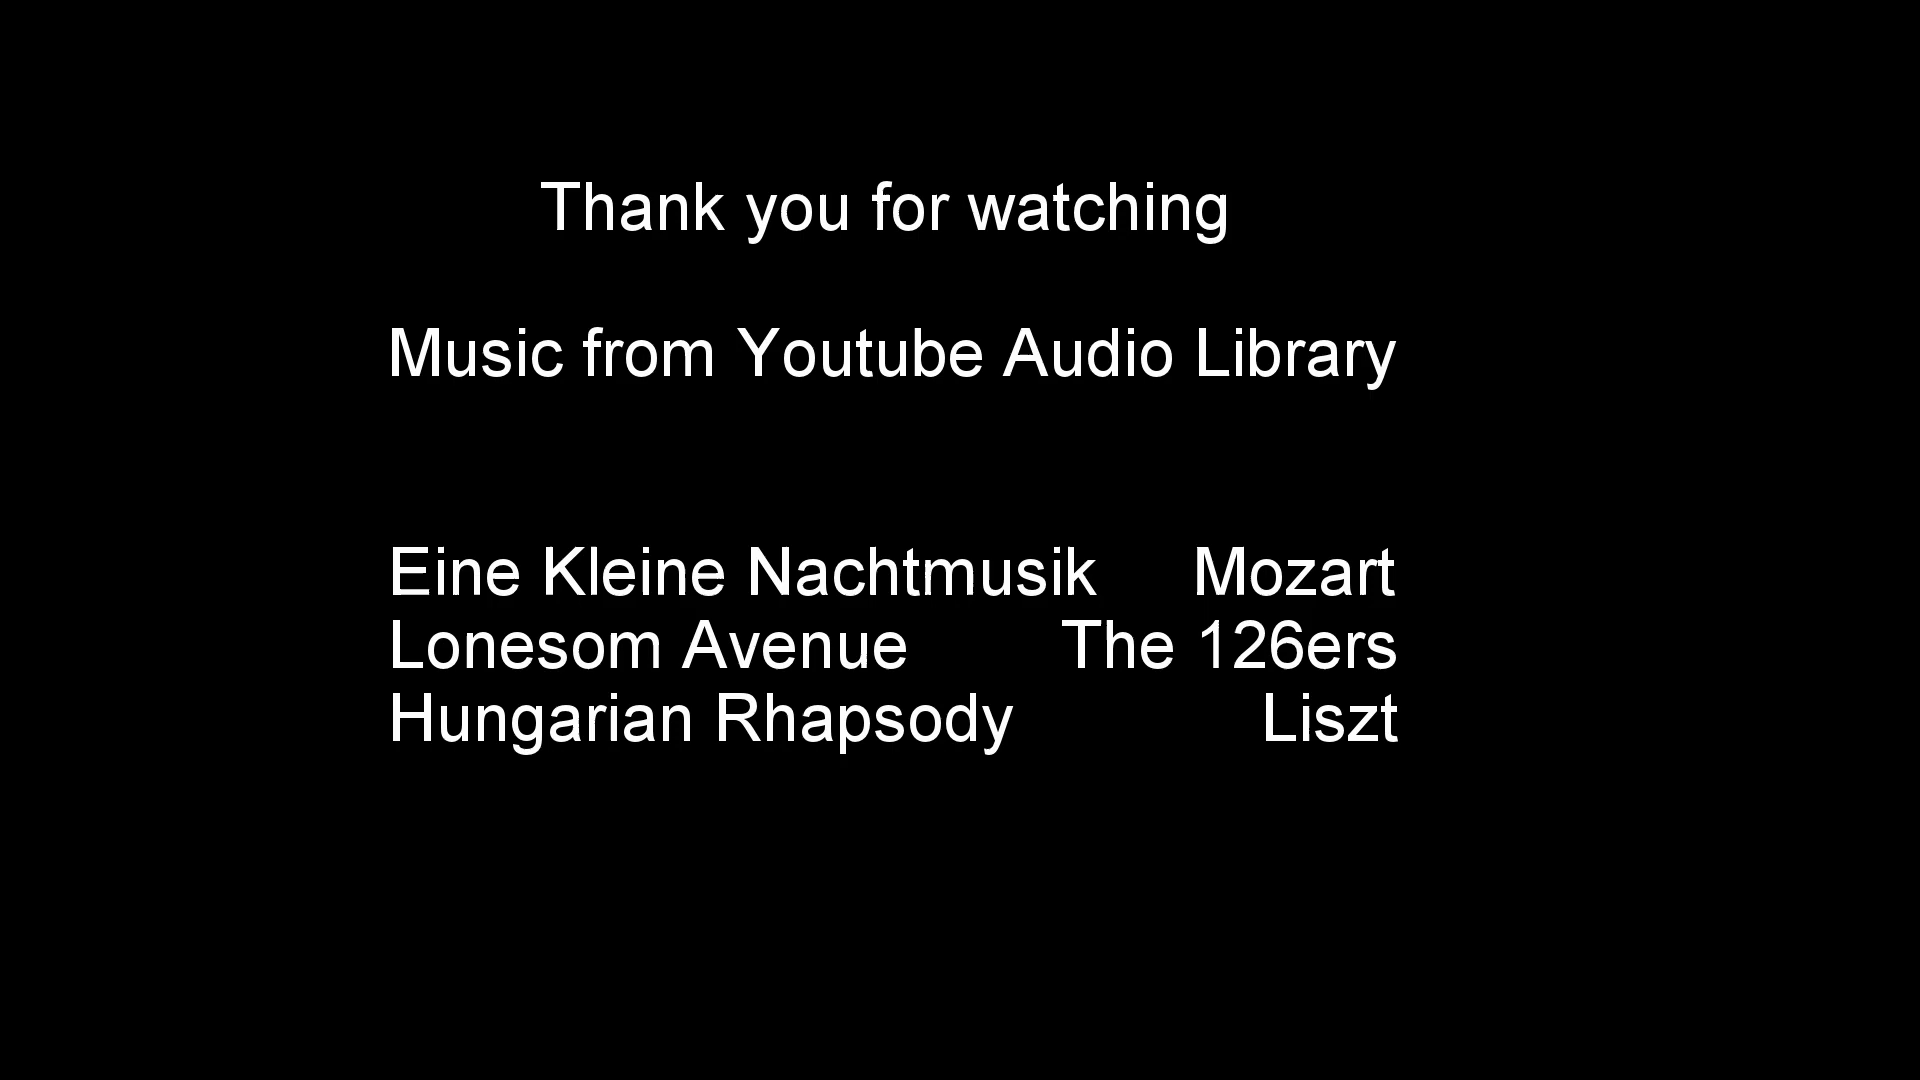 Thank you for watching
Music from Youtube Audio Library
Eine Kleine Nachtmusik Mozart
Lonesom Avenue The 126ers
Hungarian Rhapsody Liszt